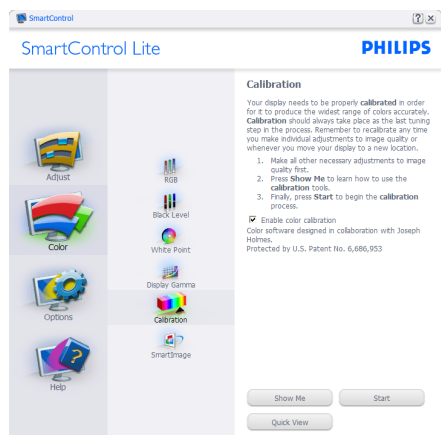 SmartControl
SmartControl Lite
PHILIPS
Adjust
Color
Options
Help
RGB
Black Level
White Point
Display Gamma
Calibration
SmartImage
Calibration
Your display needs to be properly calibrated in order
for it to produce the widest range of colors accurately.
Calibration should always take place as the last tuning
step in the process. Remember to recalibrate any time
you make individual adjustments to image quality or
whenever you move your display to a new location.
1. Make all other necessary adjustments to image
quality first.
2. Press Show Me to learn how to use the
calibration tools.
3. Finally, press Start to begin the calibration
process.
Enable color calibration
Color software designed in collaboration with Joseph
Holmes.
Protected by U.S. Patent No. 6,686,953
Show Me
Start
Quick View